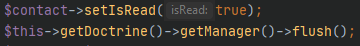 $contact->setIsRead( isRead: true);
$this->getDoctrine()->getManager()->flush();